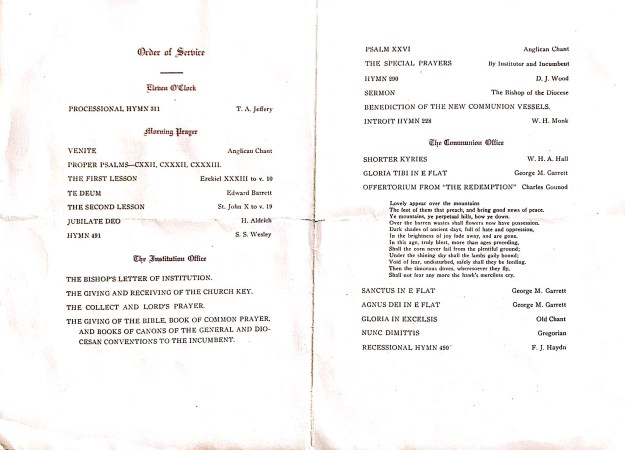 Order of Service
Eleven O'Clock
PROCESSIONAL HYMN 311 T. A. Jeffery
Morning Prayer
VENITE Anglican Chant
PROPER PSALMS—CXXII, CXXXII, CXXXIII.
THE FIRST LESSON Ezekiel XXXIII to v. 10
TE DEUM Edward Barrett
THE SECOND LESSON St. John X to v. 19
JUBILATE DEO H. Aldrich
HYMN 491 S. S. Wesley
The Institution Office
THE BISHOP'S LETTER OF INSTITUTION.
THE GIVING AND RECEIVING OF THE CHURCH KEY.
THE COLLECT AND LORD'S PRAYER.
THE GIVING OF THE BIBLE, BOOK OF COMMON PRAYER,
AND BOOKS OF CANONS OF THE GENERAL AND DIO-
CESAN CONVENTIONS TO THE INCUMBENT.
PSALM XXVI Anglican Chant
THE SPECIAL PRAYERS By Institutor and Incumbent
HYMN 290 D. J. Wood
SERMON The Bishop of the Diocese
BENEDICTION OF THE NEW COMMUNION VESSELS.
INTROIT HYMN 228 W. H. Monk
The Communion Office
SHORTER KYRIES W. H. A. Hall
GLORIA TIBI IN E FLAT George M. Garrett
OFFERTORIUM FROM "THE REDEMPTION" Charles Gounod
Lovely appear over the mountains
The feet of them that preach, and bring good news of peace.
Ye mountains, ye perpetual hills, bow ye down.
Over the barren wastes shall flowers now have possession.
Dark shades of ancient days, full of hate and oppression,
In the brightness of joy fade away, and are gone.
In this age, truly blest, more than ages preceding,
Shall the corn never fail from the plentiful ground;
Under the shining sky shall the lambs gaily bound;
Void of fear, undisturbed, safely shall they be feeding.
Then the timorous doves, wheresoever they fly,
Shall not fear any more the hawk's merciless cry.
SANCTUS IN E FLAT George M. Garrett
AGNUS DEI IN E FLAT George M. Garrett
GLORIA IN EXCELSIS Old Chant
NUNC DIMITTIS Gregorian
RECESSIONAL HYMN 490 F. J. Haydn